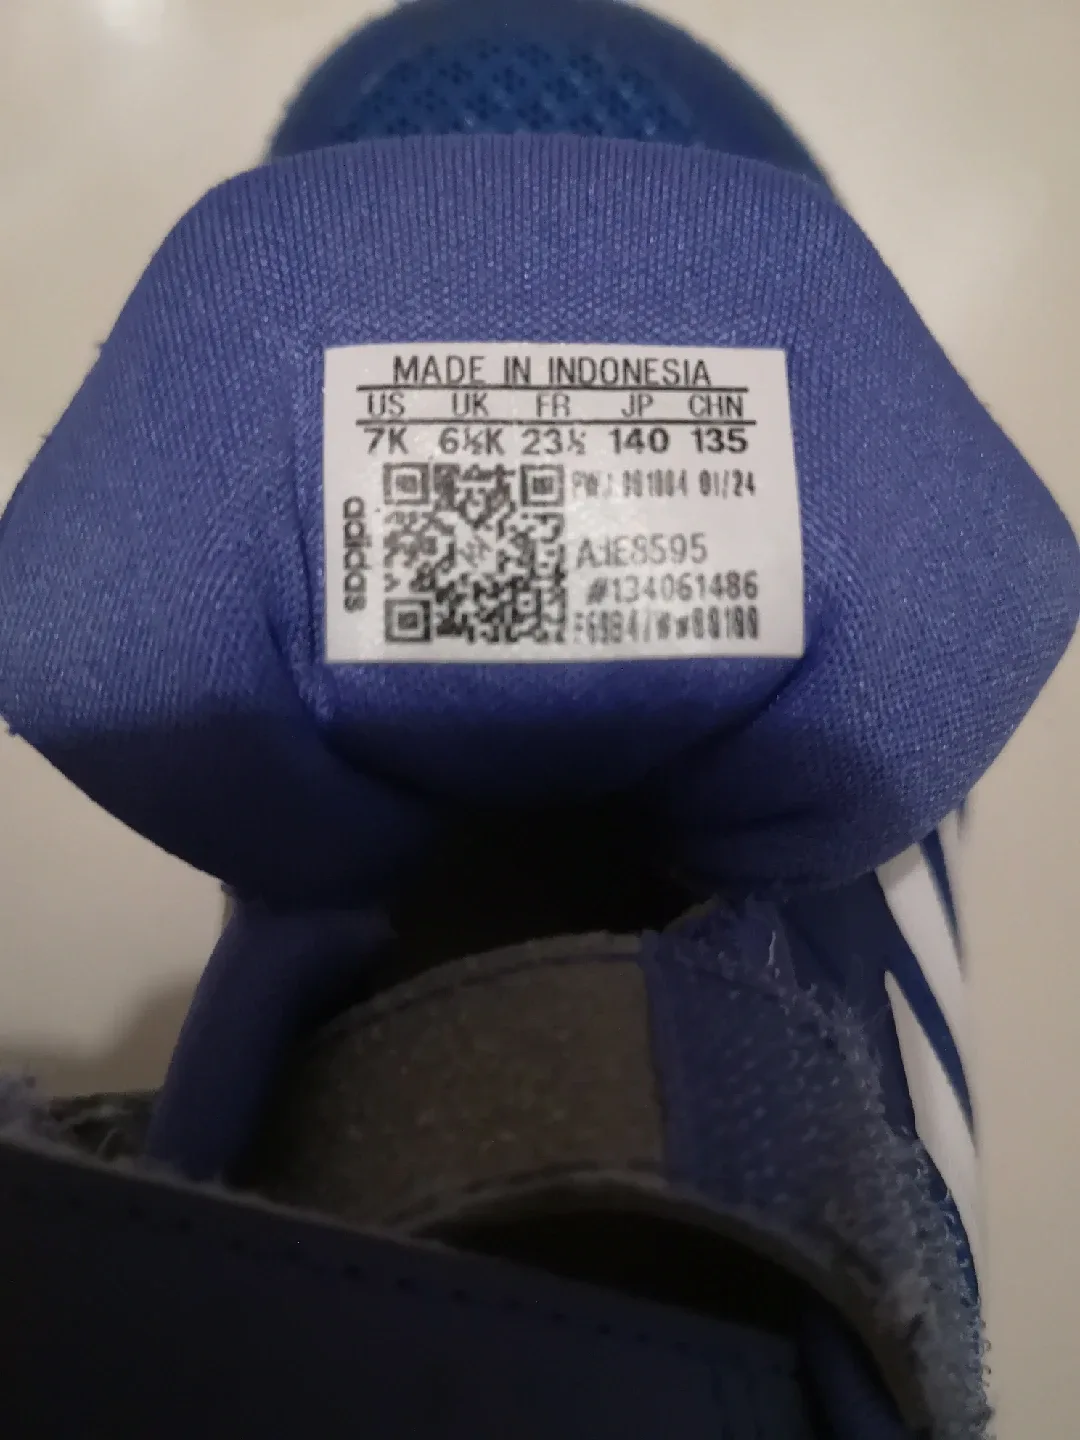 MADE IN INDONESIA
US UK FR JP CHN
7K 6½K 23½ 140 135
01/24
#134061486
adidas